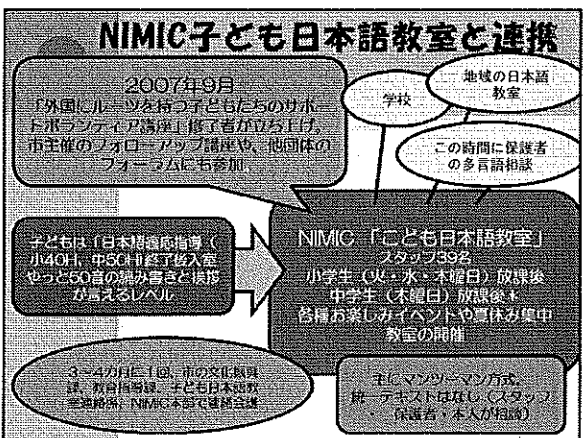 NIMIC子ども日本語教室と連携
2007年9月
「外国にルーツを持つ子どもたちのサポー
トボランティア講座」修了者が立ち上げ。
市主催のフォローアップ講座や、他団体の
フォーラムにも参加。
学校
地域の日本語
教室
この時間に保護者
の多言語相談
子どもは「日本語適応指導（
小40H、中50H)修了後入室
やっと50音の読み書きと挨拶
が言えるレベル
NIMIC 「こども日本語教室」
スタッフ39名
小学生（火・水・木曜日）放課後
中学生（木曜日）放課後
各種お楽しみイベントや夏休み集中
教室の開催
3～4カ月に1回、市の文化振興
課、教育指導課、子ども日本語教
室連絡係、NIMIC本部で連絡会議
主にマンツーマン方式。
統一テキストはなし（スタッフ
・ 保護者・本人が相談）